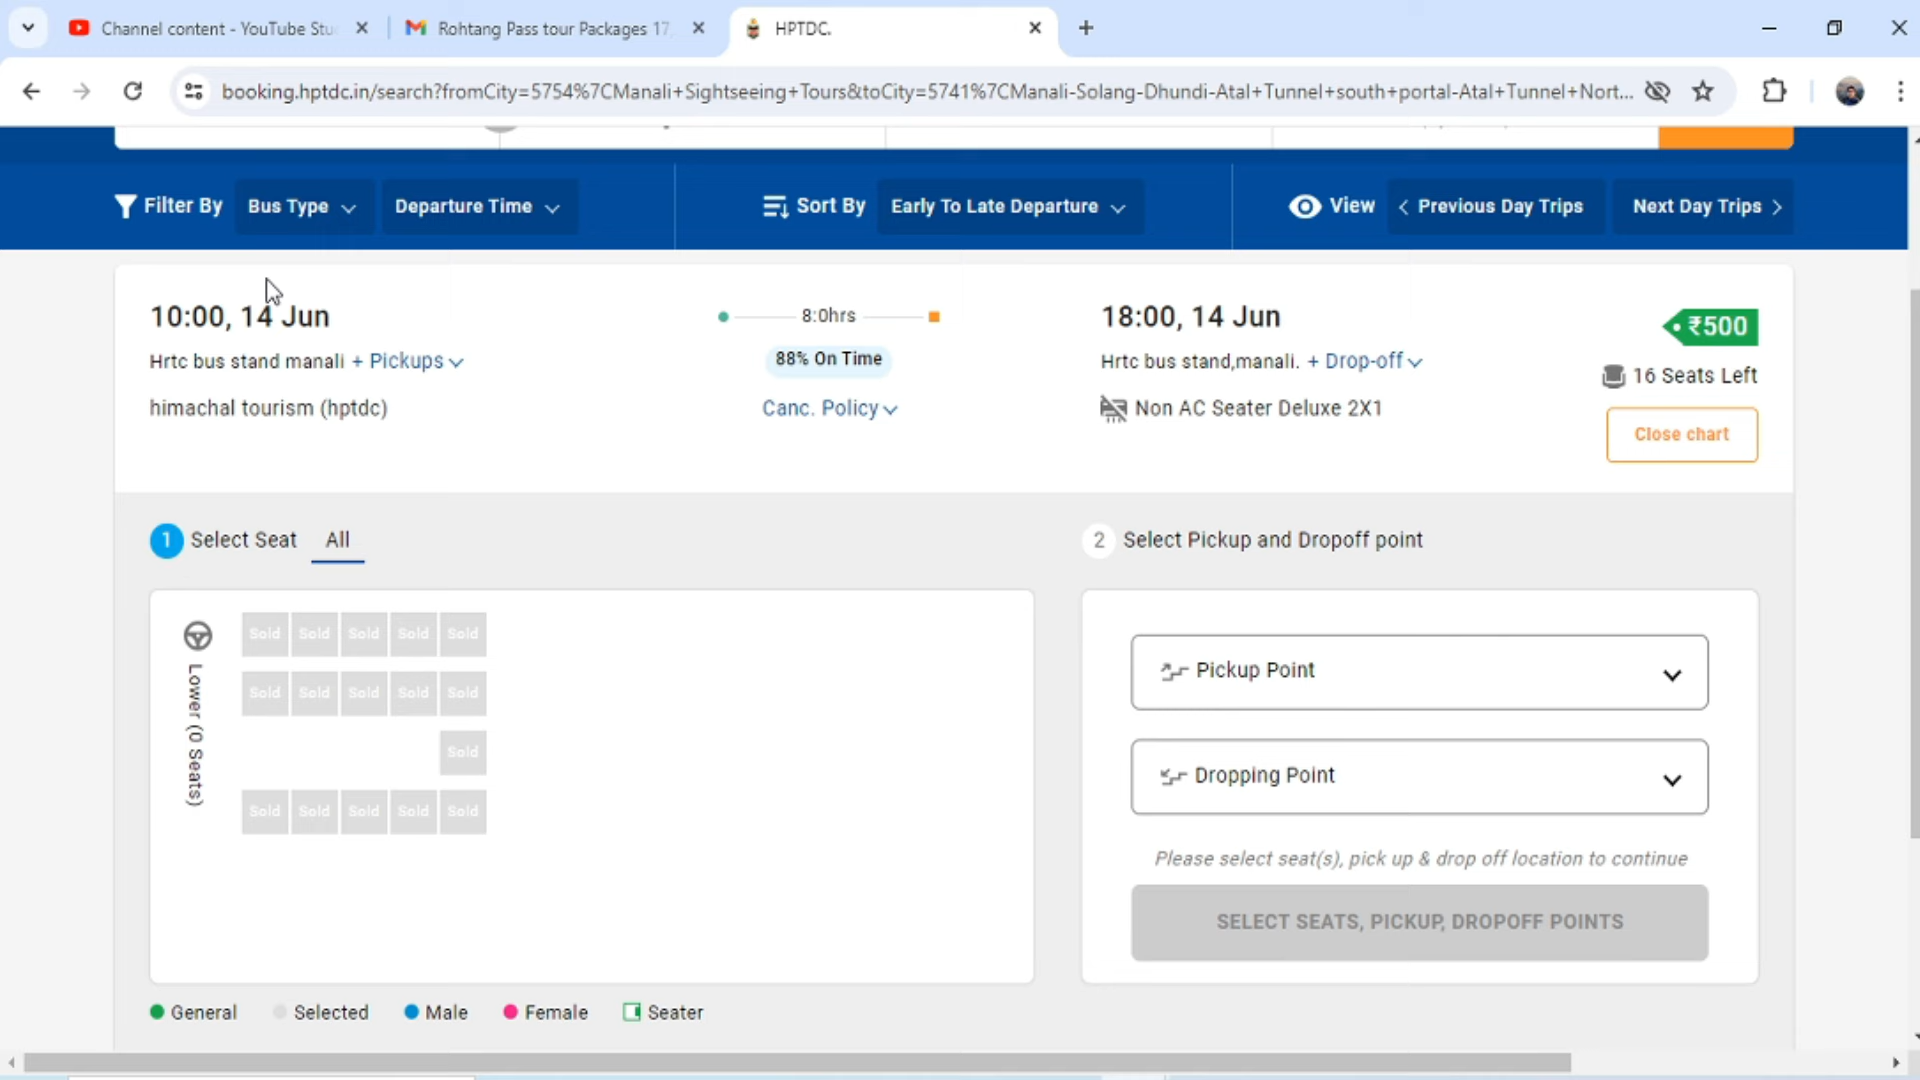 Channel content - YouTube Stu
Rohtang Pass tour Packages 17,
HPTDC.
booking.hptdc.in/search?fromCity=5754%7CManali+Sightseeing+Tours&toCity=5741%7CManali-Solang-Dhundi-Atal+Tunnel+south+portal-Atal+Tunnel+Nort...
Filter By Bus Type Departure Time Sort By Early To Late Departure View < Previous Day Trips Next Day Trips >
10:00, 14 Jun 8:0hrs 18:00, 14 Jun ₹500
Hrtc bus stand manali + Pickups 88% On Time Hrtc bus stand,manali. + Drop-off 16 Seats Left
himachal tourism (hptdc) Canc. Policy Non AC Seater Deluxe 2X1
Close chart
1 Select Seat All
2 Select Pickup and Dropoff point
Lower (0 Seats)
Sold Sold Sold Sold Sold
Sold Sold Sold Sold Sold
Sold
Sold Sold Sold Sold Sold
Pickup Point
Dropping Point
Please select seat(s), pick up & drop off location to continue
SELECT SEATS, PICKUP, DROPOFF POINTS
General Selected Male Female Seater